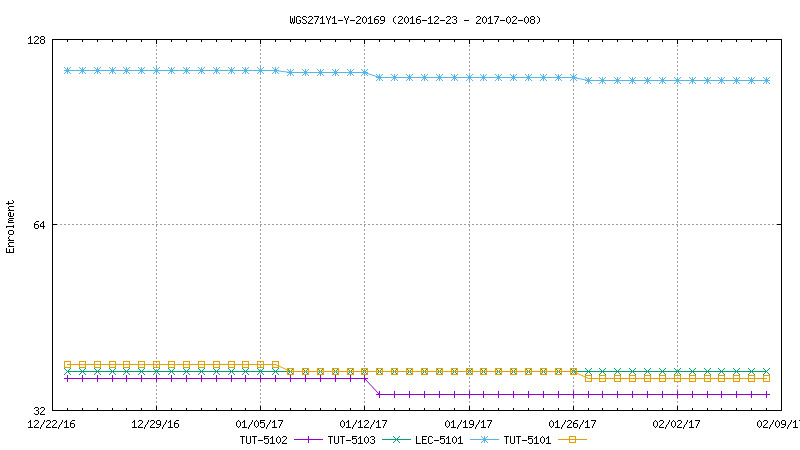 WGS271Y1-Y-20169 (2016-12-23 - 2017-02-08)
128
64
32
Enrolment
12/22/16 12/29/16 01/05/17 01/12/17 01/19/17 01/26/17 02/02/17 02/09/17
TUT-5102 TUT-5103 LEC-5101 TUT-5101